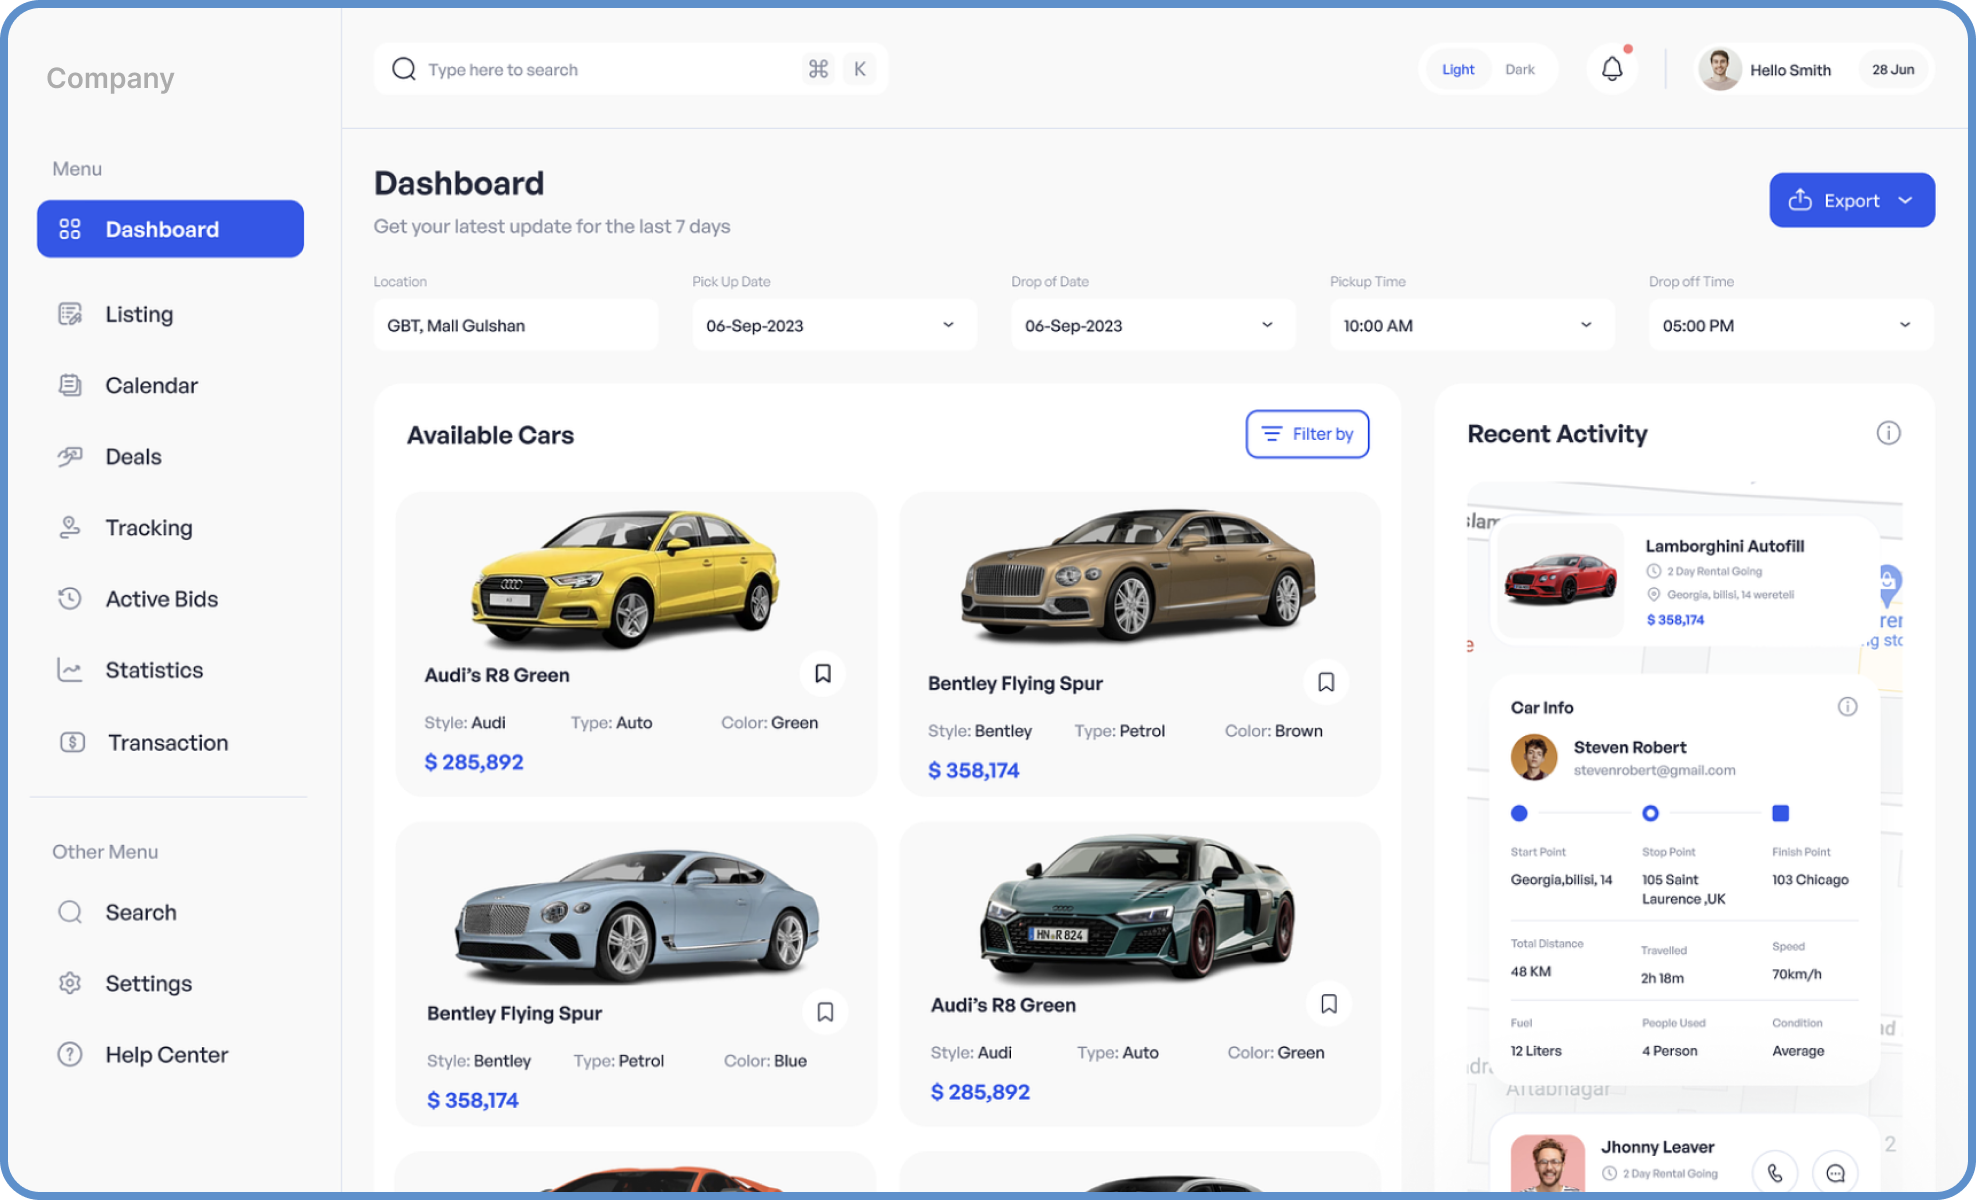 Company
Type here to search
⌘ K
Light Dark
Hello Smith
28 Jun
Menu
Dashboard
Listing
Calendar
Deals
Tracking
Active Bids
Statistics
Transaction
Other Menu
Search
Settings
Help Center
Dashboard
Get your latest update for the last 7 days
Export
Location
GBT, Mall Gulshan
Pick Up Date
06-Sep-2023
Drop of Date
06-Sep-2023
Pickup Time
10:00 AM
Drop off Time
05:00 PM
Available Cars
Filter by
Audi's R8 Green
Style: Audi Type: Auto Color: Green
$ 285,892
Bentley Flying Spur
Style: Bentley Type: Petrol Color: Brown
$ 358,174
Bentley Flying Spur
Style: Bentley Type: Petrol Color: Blue
$ 358,174
HN R 824
Audi's R8 Green
Style: Audi Type: Auto Color: Green
$ 285,892
Recent Activity
slam
Lamborghini Autofill
2 Day Rental Going
Georgia, bilisi, 14 wereteli
$ 358,174
e
ren
g sto
Car Info
Steven Robert
stevenrobert@gmail.com
Start Point
Georgia,bilisi, 14
Stop Point
105 Saint
Laurence ,UK
Finish Point
103 Chicago
Total Distance
48 KM
Travelled
2h 18m
Speed
70km/h
Fuel
12 Liters
People Used
4 Person
Condition
Average
ad
Aftabnagar
Jhonny Leaver
2 Day Rental Going
2